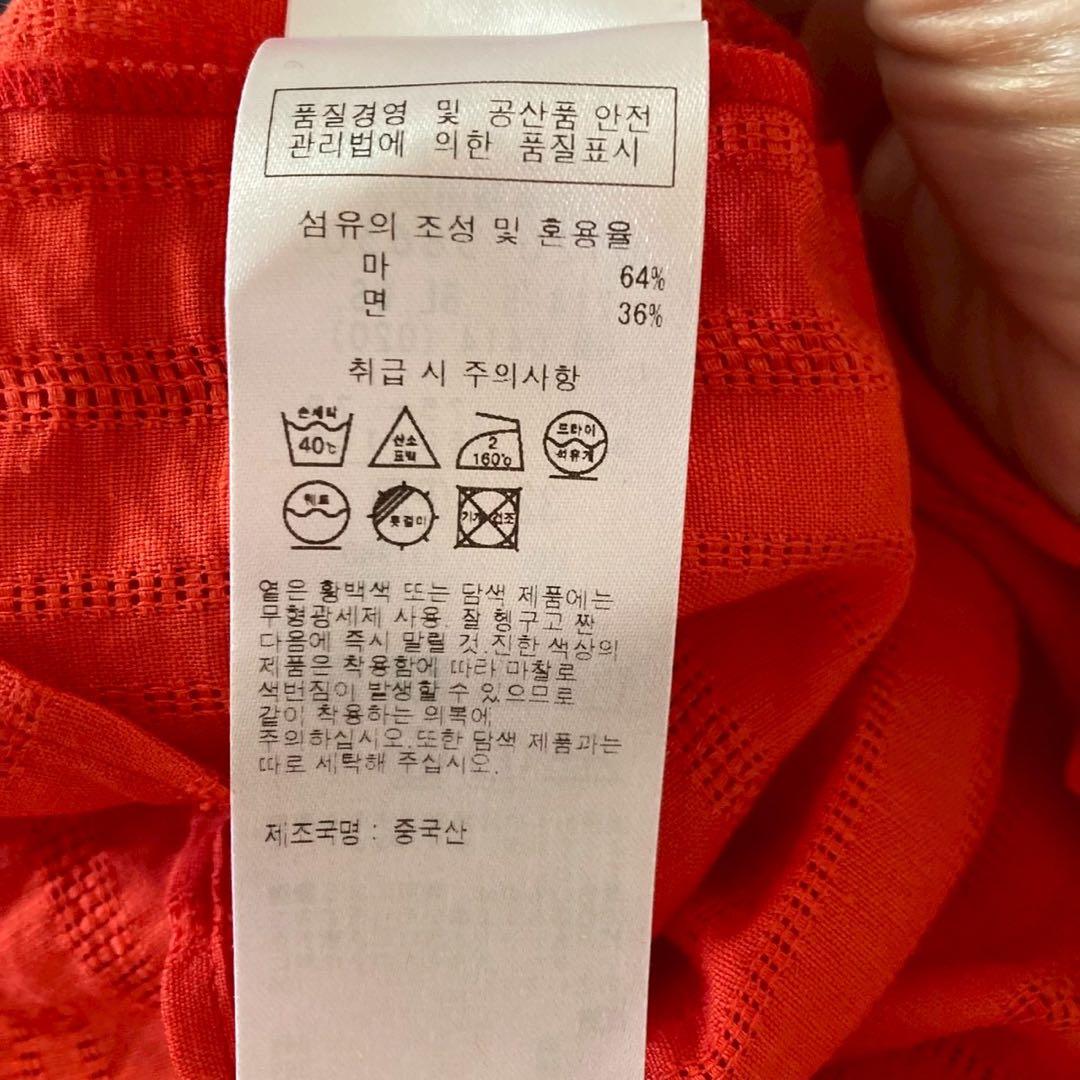 품질경영 및 공산품 안전
관리법에 의한 품질표시
섬유의 조성 및 혼용율
마 64%
면 36%
취급 시 주의사항
손세탁 40℃
산소 표백
2 160℃
드라이 석유계
웨트
옷걸이
기계 건조
옅은 황백색 또는 담색 제품에는
무형광세제 사용. 잘 헹구고 짠
다음에 즉시 말릴 것.진한 색상의
제품은 착용함에 따라 마찰로
색번짐이 발생할 수 있으므로
같이 착용하는 의복에
주의하십시오.또한 담색 제품과는
따로 세탁해 주십시오.
제조국명 : 중국산